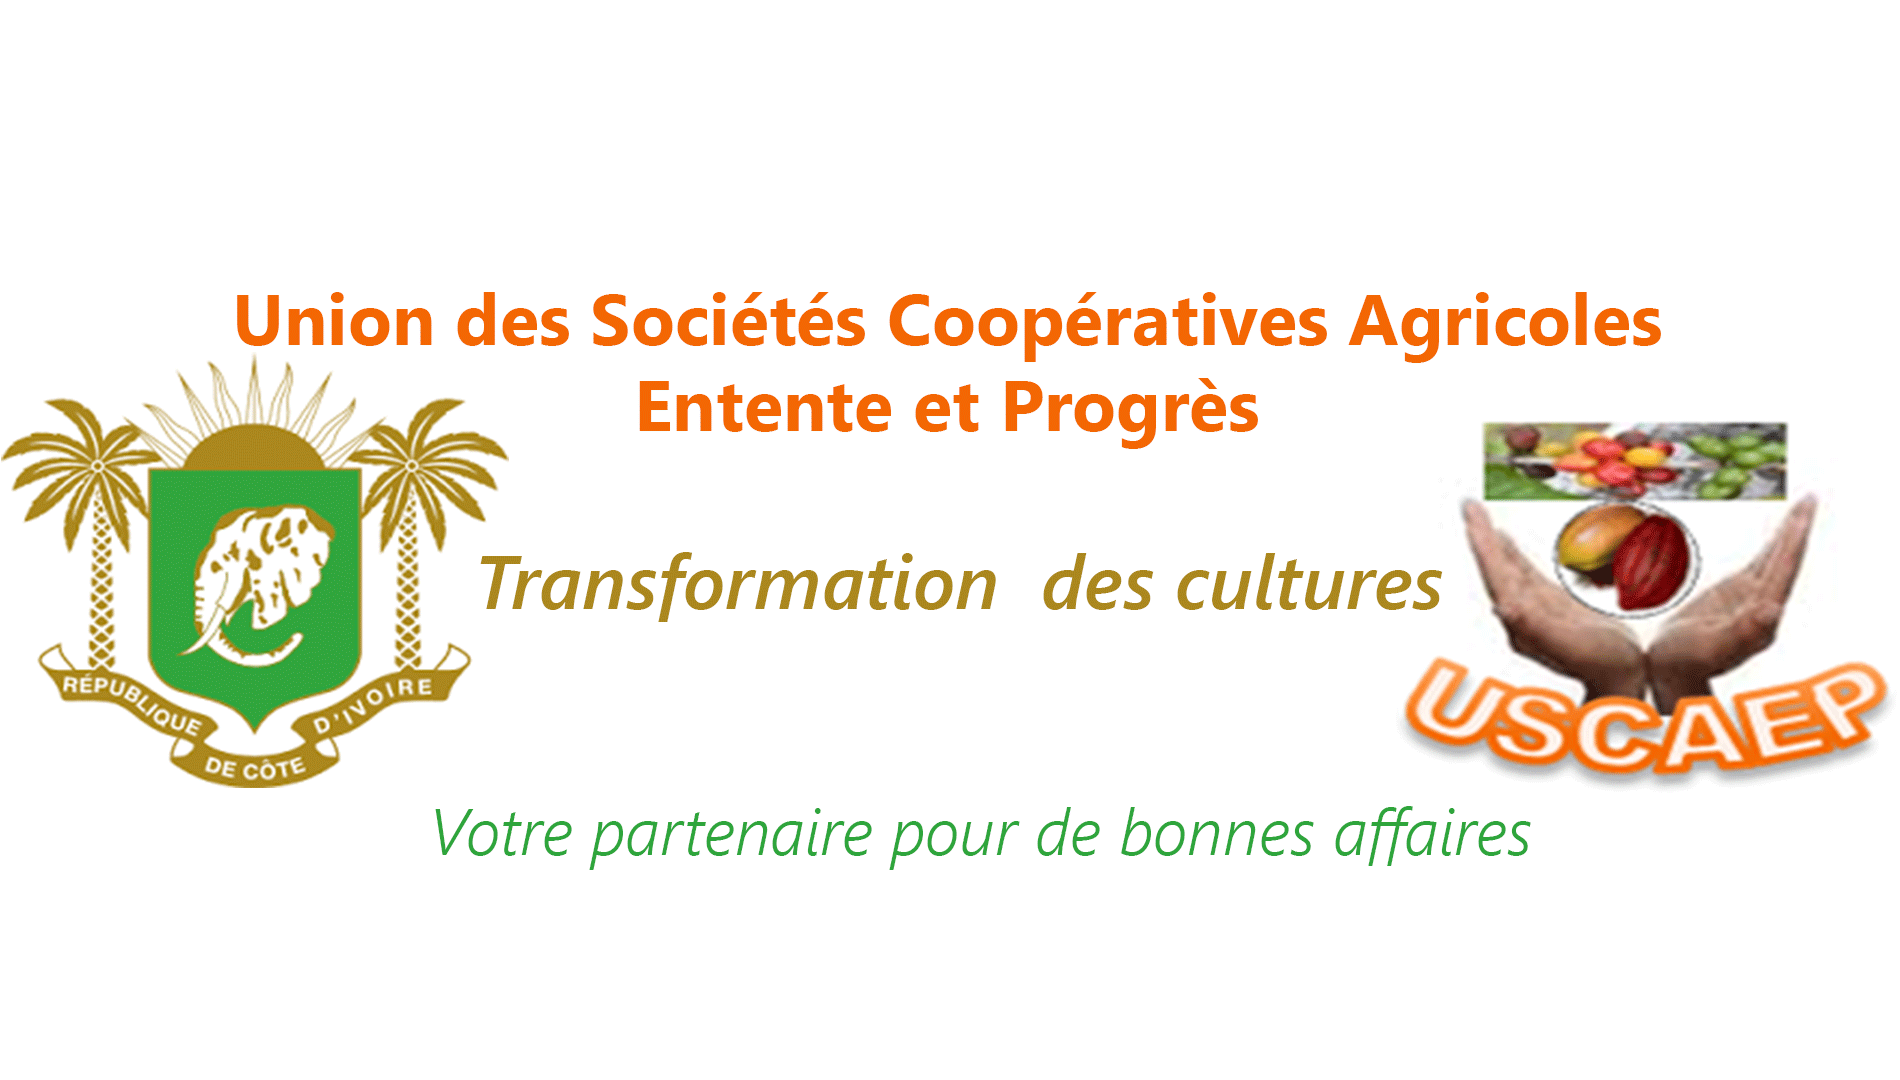 Union des Sociétés Coopératives Agricoles
Entente et Progrès
Transformation des cultures
RÉPUBLIQUE
DE CÔTE
D'IVOIRE
USCAEP
Votre partenaire pour de bonnes affaires